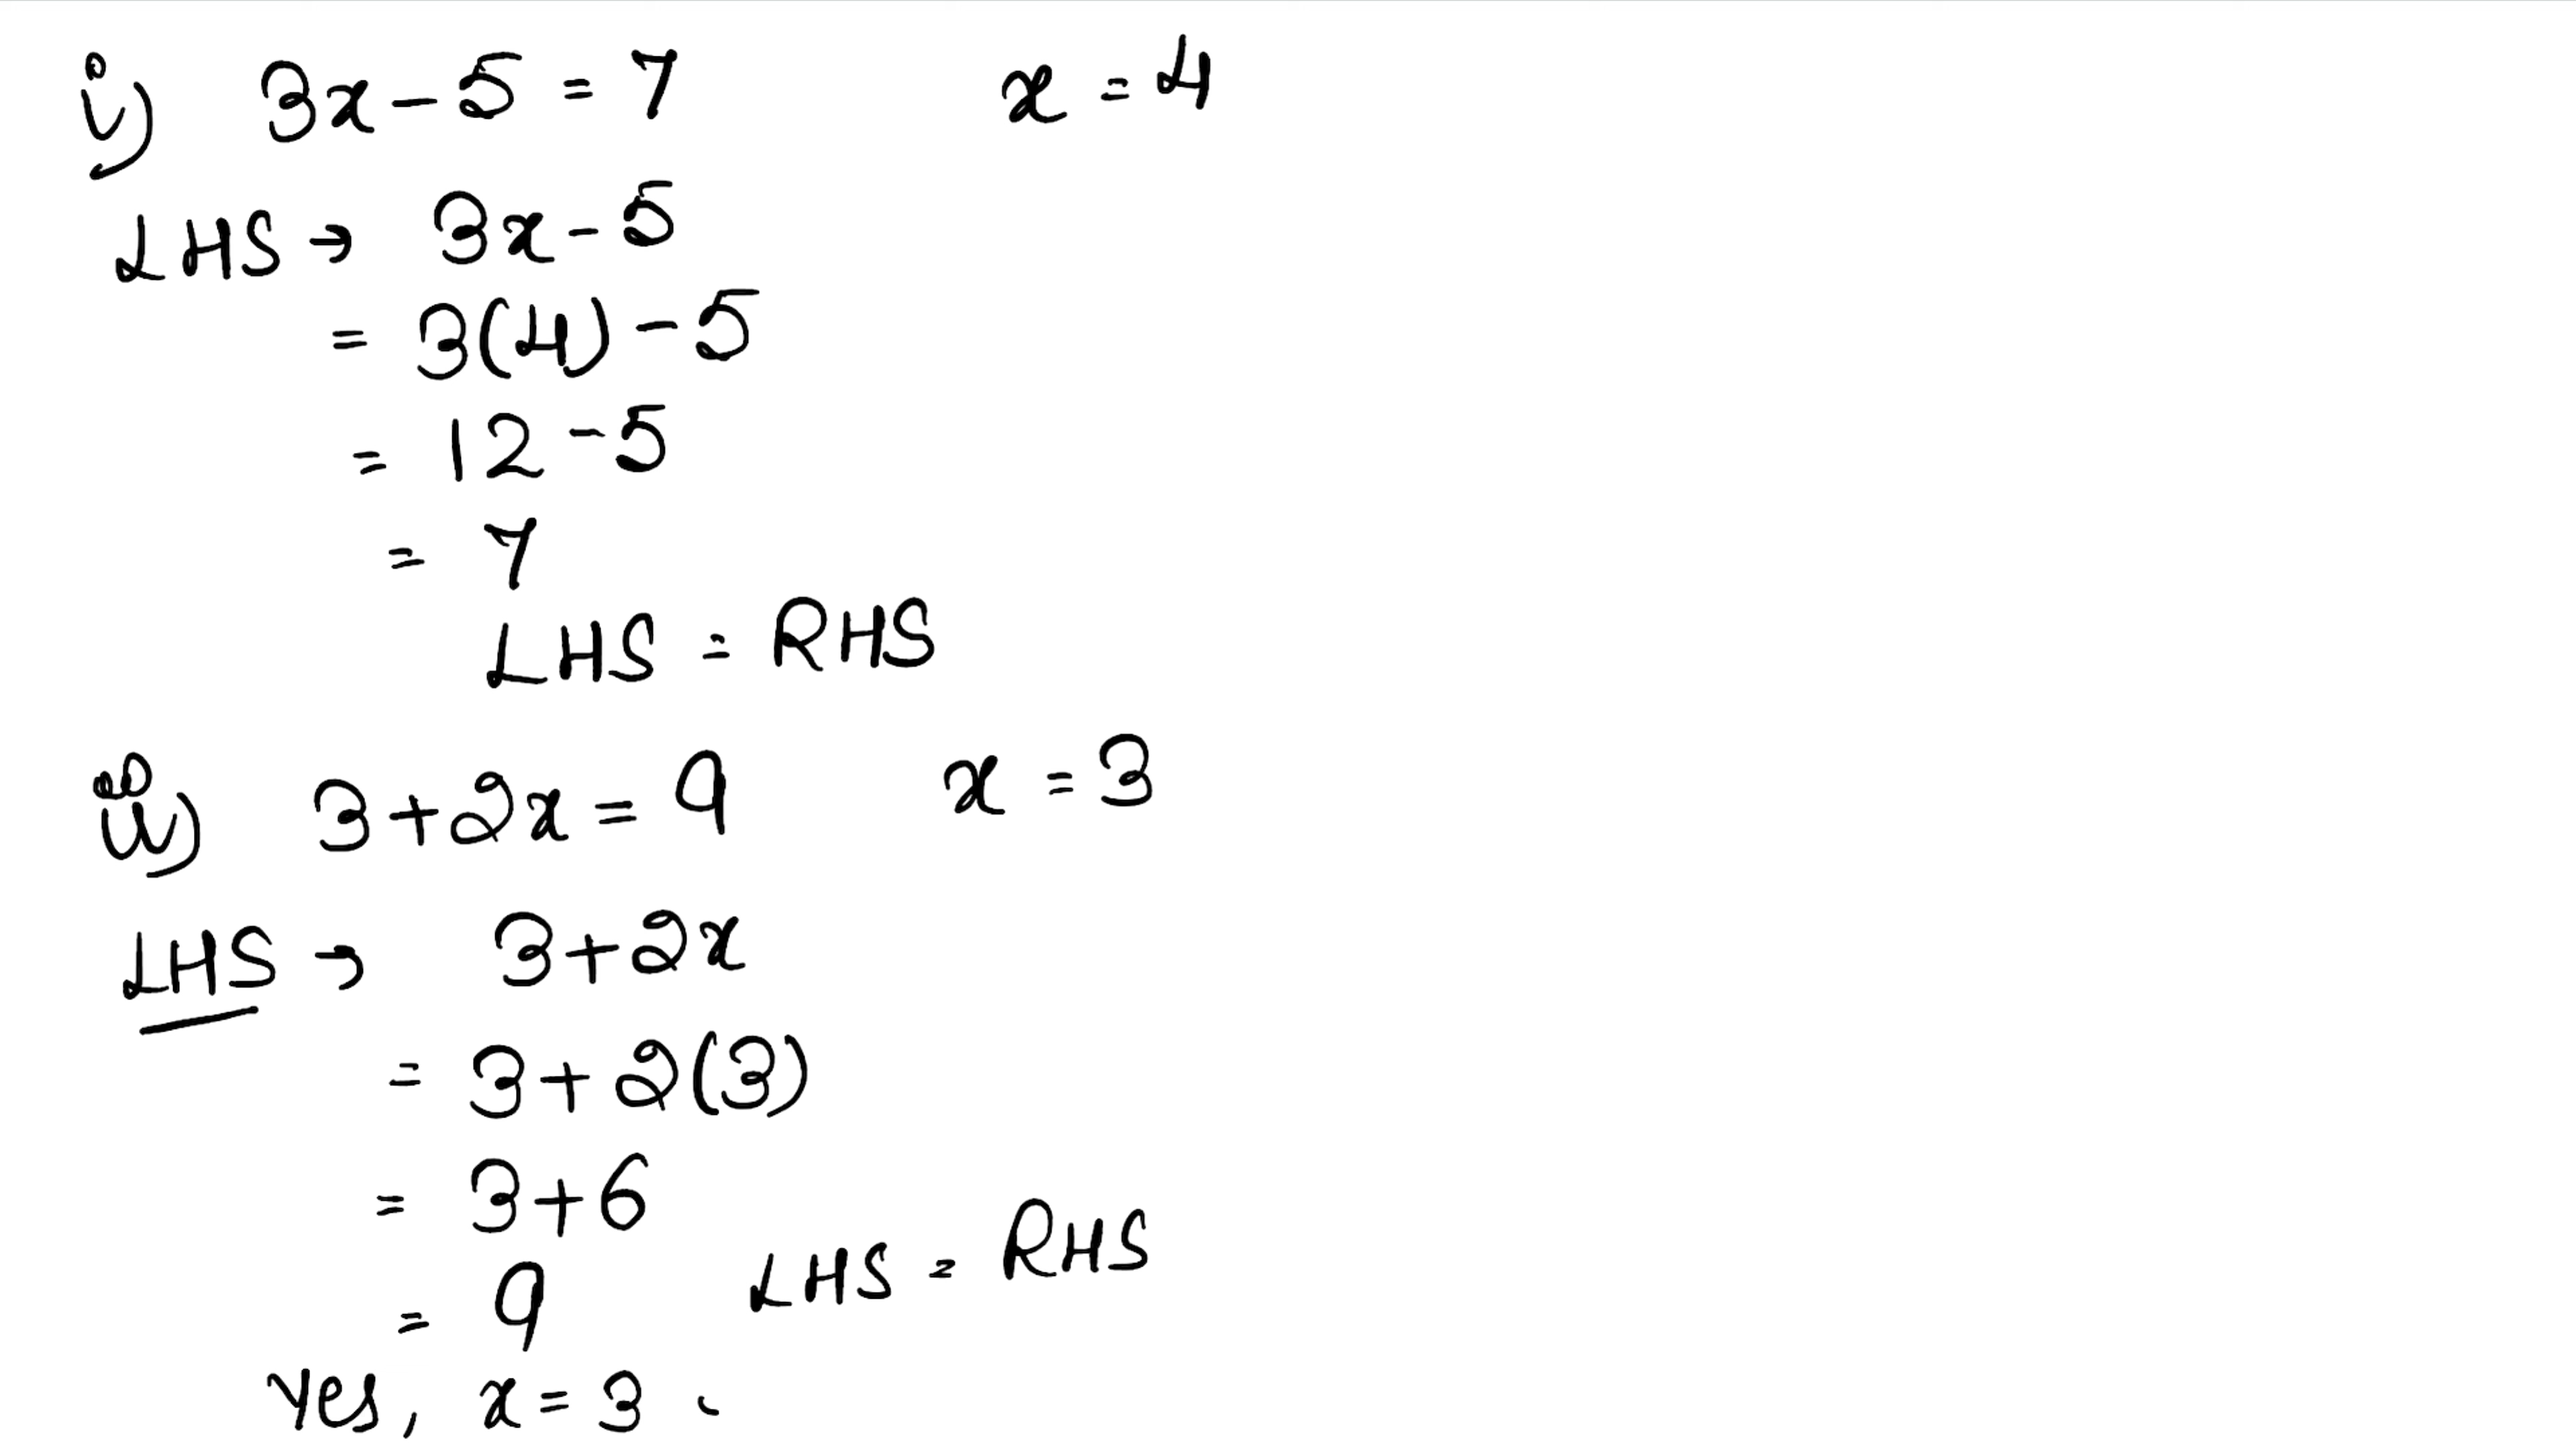 i) 3x - 5 = 7 x = 4
LHS → 3x - 5
= 3(4) - 5
= 12 - 5
= 7
LHS = RHS
ii) 3 + 2x = 9 x = 3
LHS → 3 + 2x
= 3 + 2(3)
= 3 + 6
= 9 LHS = RHS
Yes, x = 3